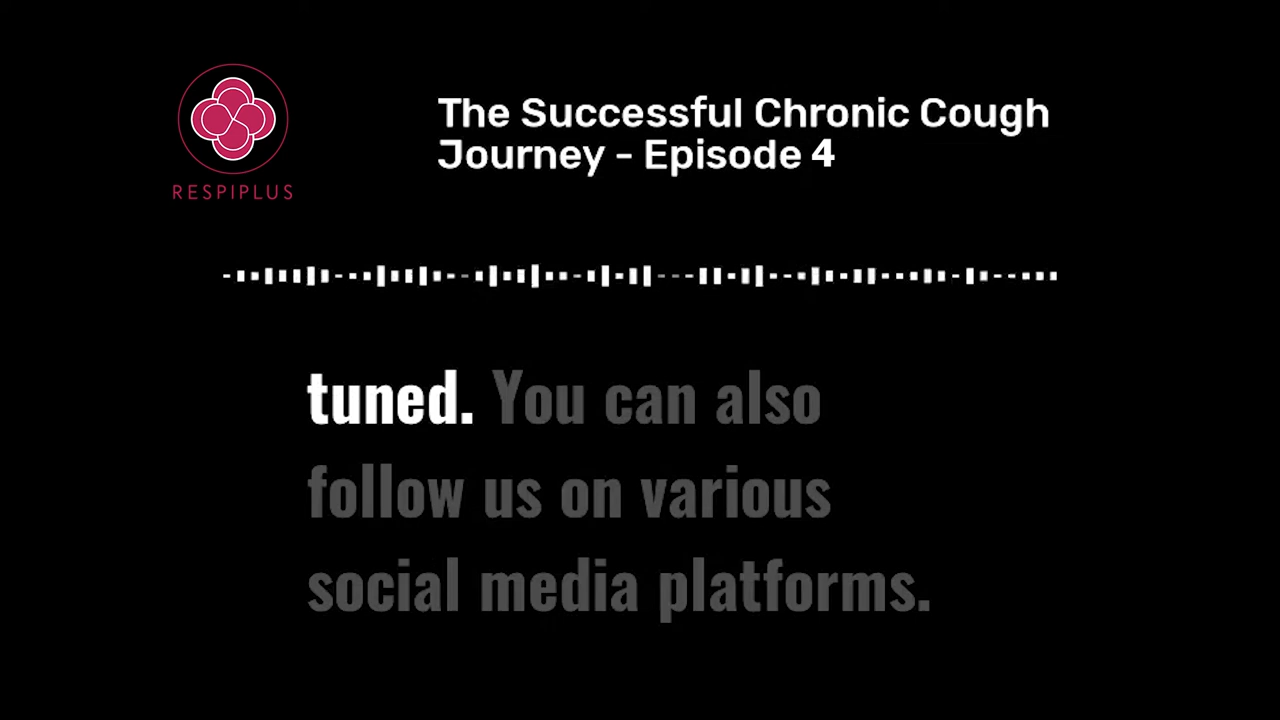 The Successful Chronic Cough
Journey - Episode 4
RESPIPLUS
tuned. You can also
follow us on various
social media platforms.